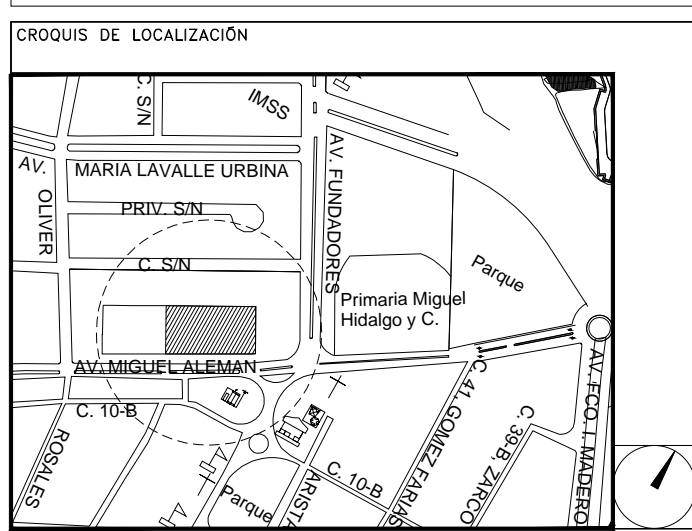 CROQUIS DE LOCALIZACIÓN
C. S/N
IMSS
AV.
OLIVER
MARIA LAVALLE URBINA
AV. FUNDADORES
PRIV. S/N
C. S/N
Parque
Primaria Miguel
Hidalgo y C.
AV. MIGUEL ALEMAN
C. 10-B
ROSALES
Parque
ARISTA
C. 10-B
C. 41, GOMEZ FARIAS
C. 39-B, ZARCO
AV. FCO. I. MADERO